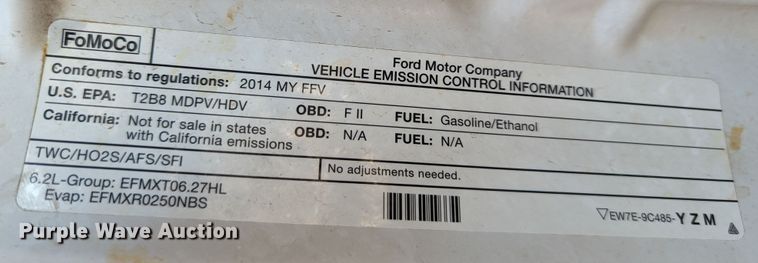 FoMoCo
Ford Motor Company
VEHICLE EMISSION CONTROL INFORMATION
Conforms to regulations: 2014 MY FFV
U.S. EPA: T2B8 MDPV/HDV OBD: F II FUEL: Gasoline/Ethanol
California: Not for sale in states with California emissions OBD: N/A FUEL: N/A
TWC/HO2S/AFS/SFI
No adjustments needed.
6.2L-Group: EFMXT06.27HL
Evap: EFMXR0250NBS
EW7E-9C485-YZM
Purple Wave Auction